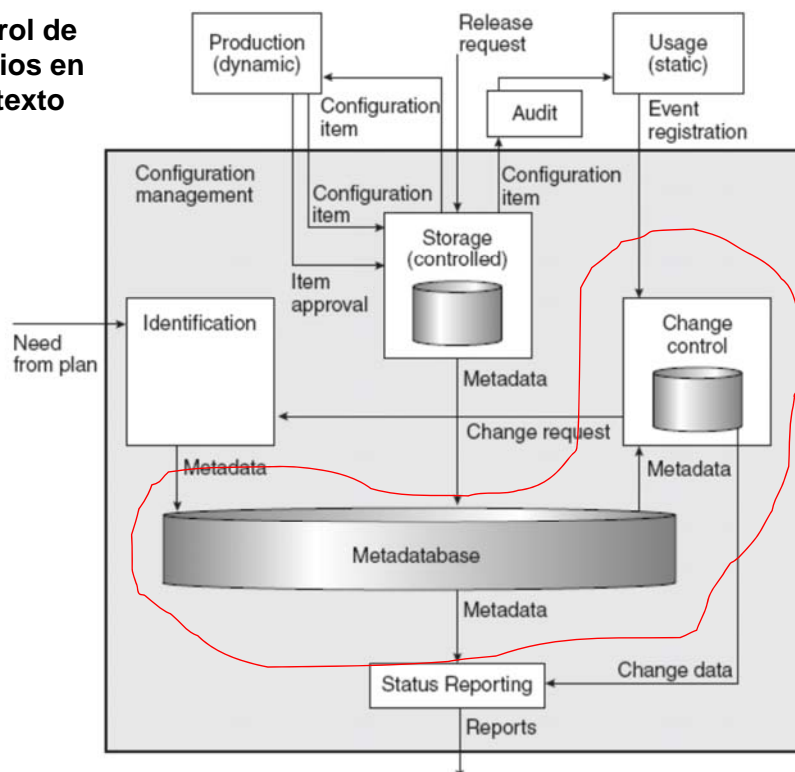 rol de
ios en
texto
Production
(dynamic)
Release
request
Usage
(static)
Audit
Configuration
item
Event
registration
Configuration
management
Configuration
item
Configuration
item
Storage
(controlled)
Item
approval
Need
from plan
Identification
Change
control
Metadata
Change request
Metadata
Metadata
Metadatabase
Metadata
Change data
Status Reporting
Reports